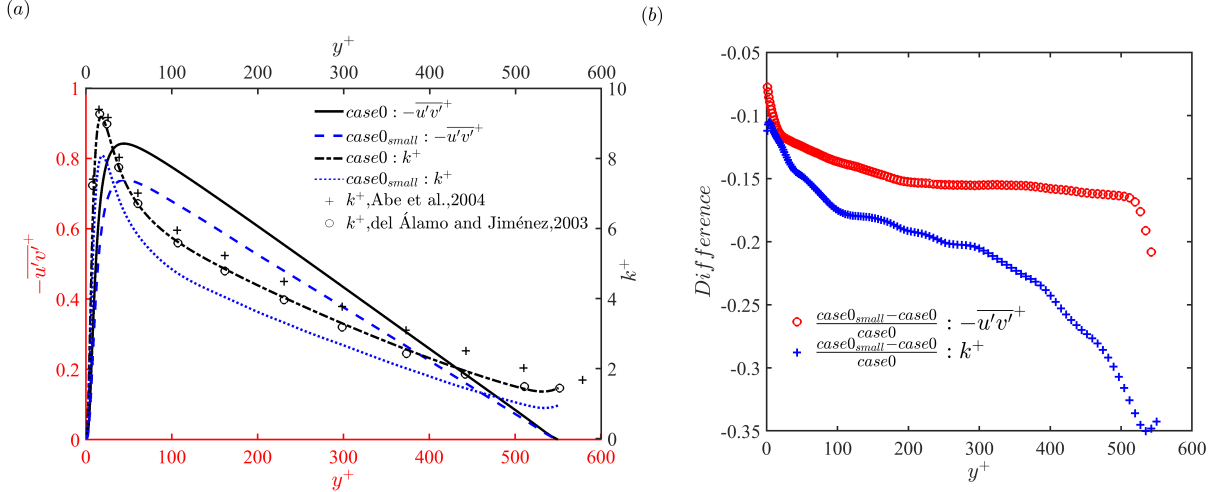 (a)
y+
0 100 200 300 400 500 600
1 10
0.8 8
0.6 6
0.4 4
0.2 2
0 0
-u'v'+
k+
case0 : -u'v'+
case0small : -u'v'+
case0 : k+
case0small : k+
k+,Abe et al.,2004
k+,del Álamo and Jiménez,2003
0 100 200 300 400 500 600
y+
(b)
-0.05
-0.1
-0.15
-0.2
-0.25
-0.3
-0.35
Difference
case0small-case0
case0 : -u'v'+
case0small-case0
case0 : k+
0 100 200 300 400 500 600
y+